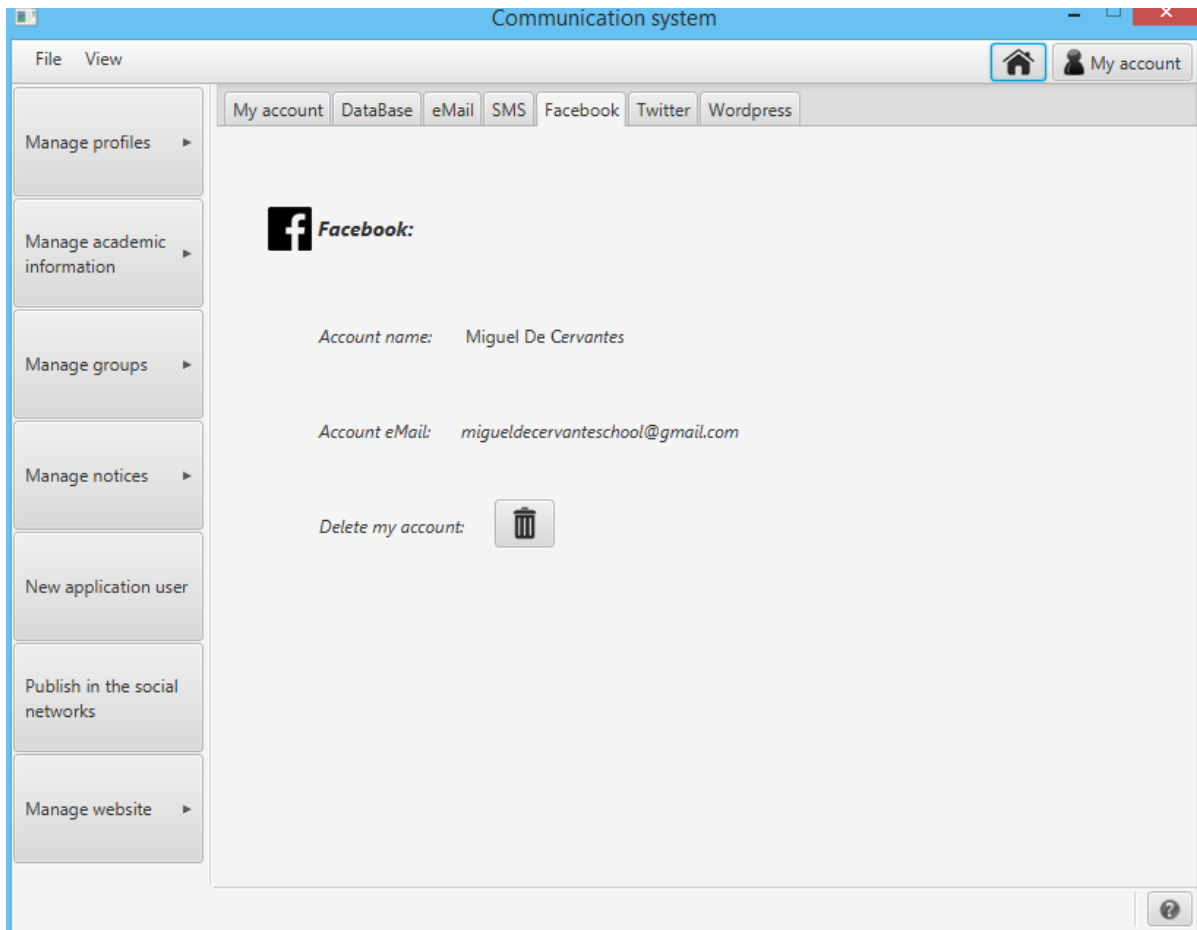 Communication system
File View
My account
My account DataBase eMail SMS Facebook Twitter Wordpress
Manage profiles
Manage academic
information
Manage groups
Manage notices
New application user
Publish in the social
networks
Manage website
Facebook:
Account name: Miguel De Cervantes
Account eMail: migueldecervanteschool@gmail.com
Delete my account: